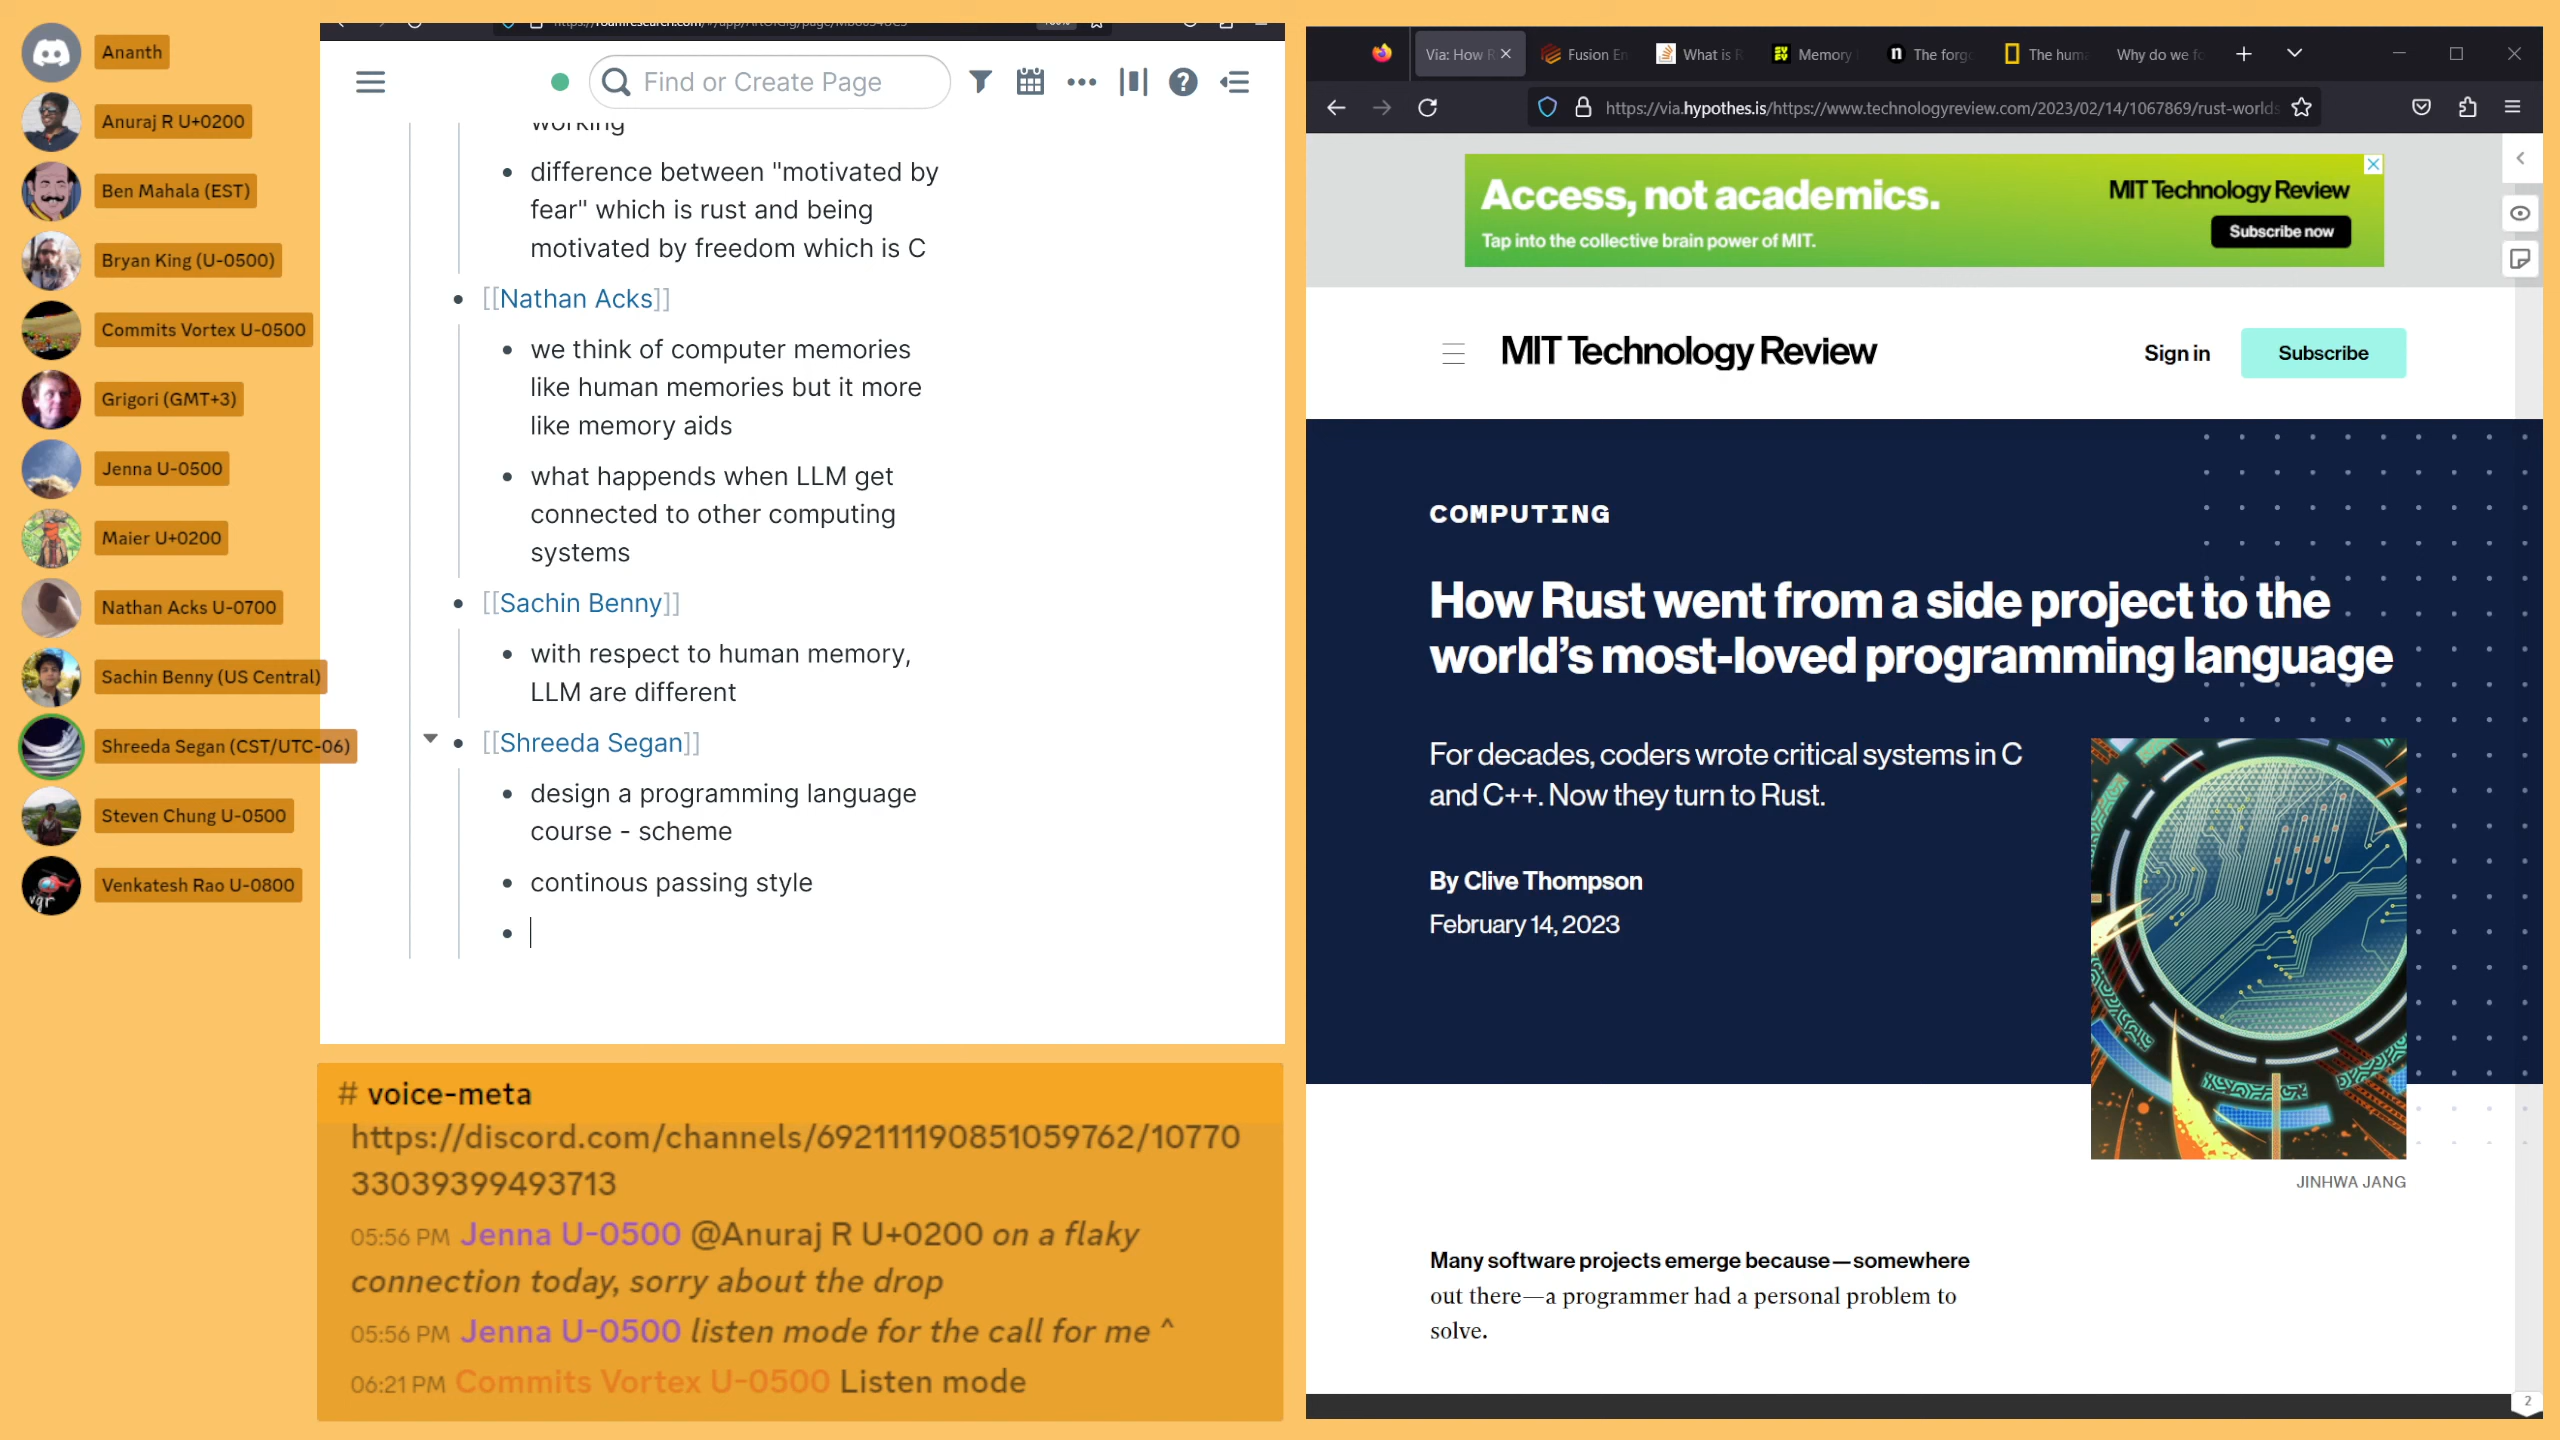 Ananth
Anuraj R U+0200
Ben Mahala (EST)
Bryan King (U-0500)
Commits Vortex U-0500
Grigori (GMT+3)
Jenna U-0500
Maier U+0200
Nathan Acks U-0700
Sachin Benny (US Central)
Shreeda Segan (CST/UTC-06)
Steven Chung U-0500
Venkatesh Rao U-0800
vgr
Find or Create Page
working
difference between "motivated by
fear" which is rust and being
motivated by freedom which is C
[[Nathan Acks]]
we think of computer memories
like human memories but it more
like memory aids
what happends when LLM get
connected to other computing
systems
[[Sachin Benny]]
with respect to human memory,
LLM are different
[[Shreeda Segan]]
design a programming language
course - scheme
continous passing style
# voice-meta
https://discord.com/channels/692111190851059762/10770
33039399493713
05:56 PM Jenna U-0500 @Anuraj R U+0200 on a flaky
connection today, sorry about the drop
05:56 PM Jenna U-0500 listen mode for the call for me ^
06:21 PM Commits Vortex U-0500 Listen mode
Via: How R
Fusion En
What is R
Memory
The forg
The huma
Why do we fo
https://via.hypothes.is/https://www.technologyreview.com/2023/02/14/1067869/rust-worlds
Access, not academics.
Tap into the collective brain power of MIT.
MIT Technology Review
Subscribe now
MIT Technology Review
Sign in
Subscribe
COMPUTING
How Rust went from a side project to the
world's most-loved programming language
For decades, coders wrote critical systems in C
and C++. Now they turn to Rust.
By Clive Thompson
February 14, 2023
JINHWA JANG
Many software projects emerge because—somewhere
out there—a programmer had a personal problem to
solve.
2